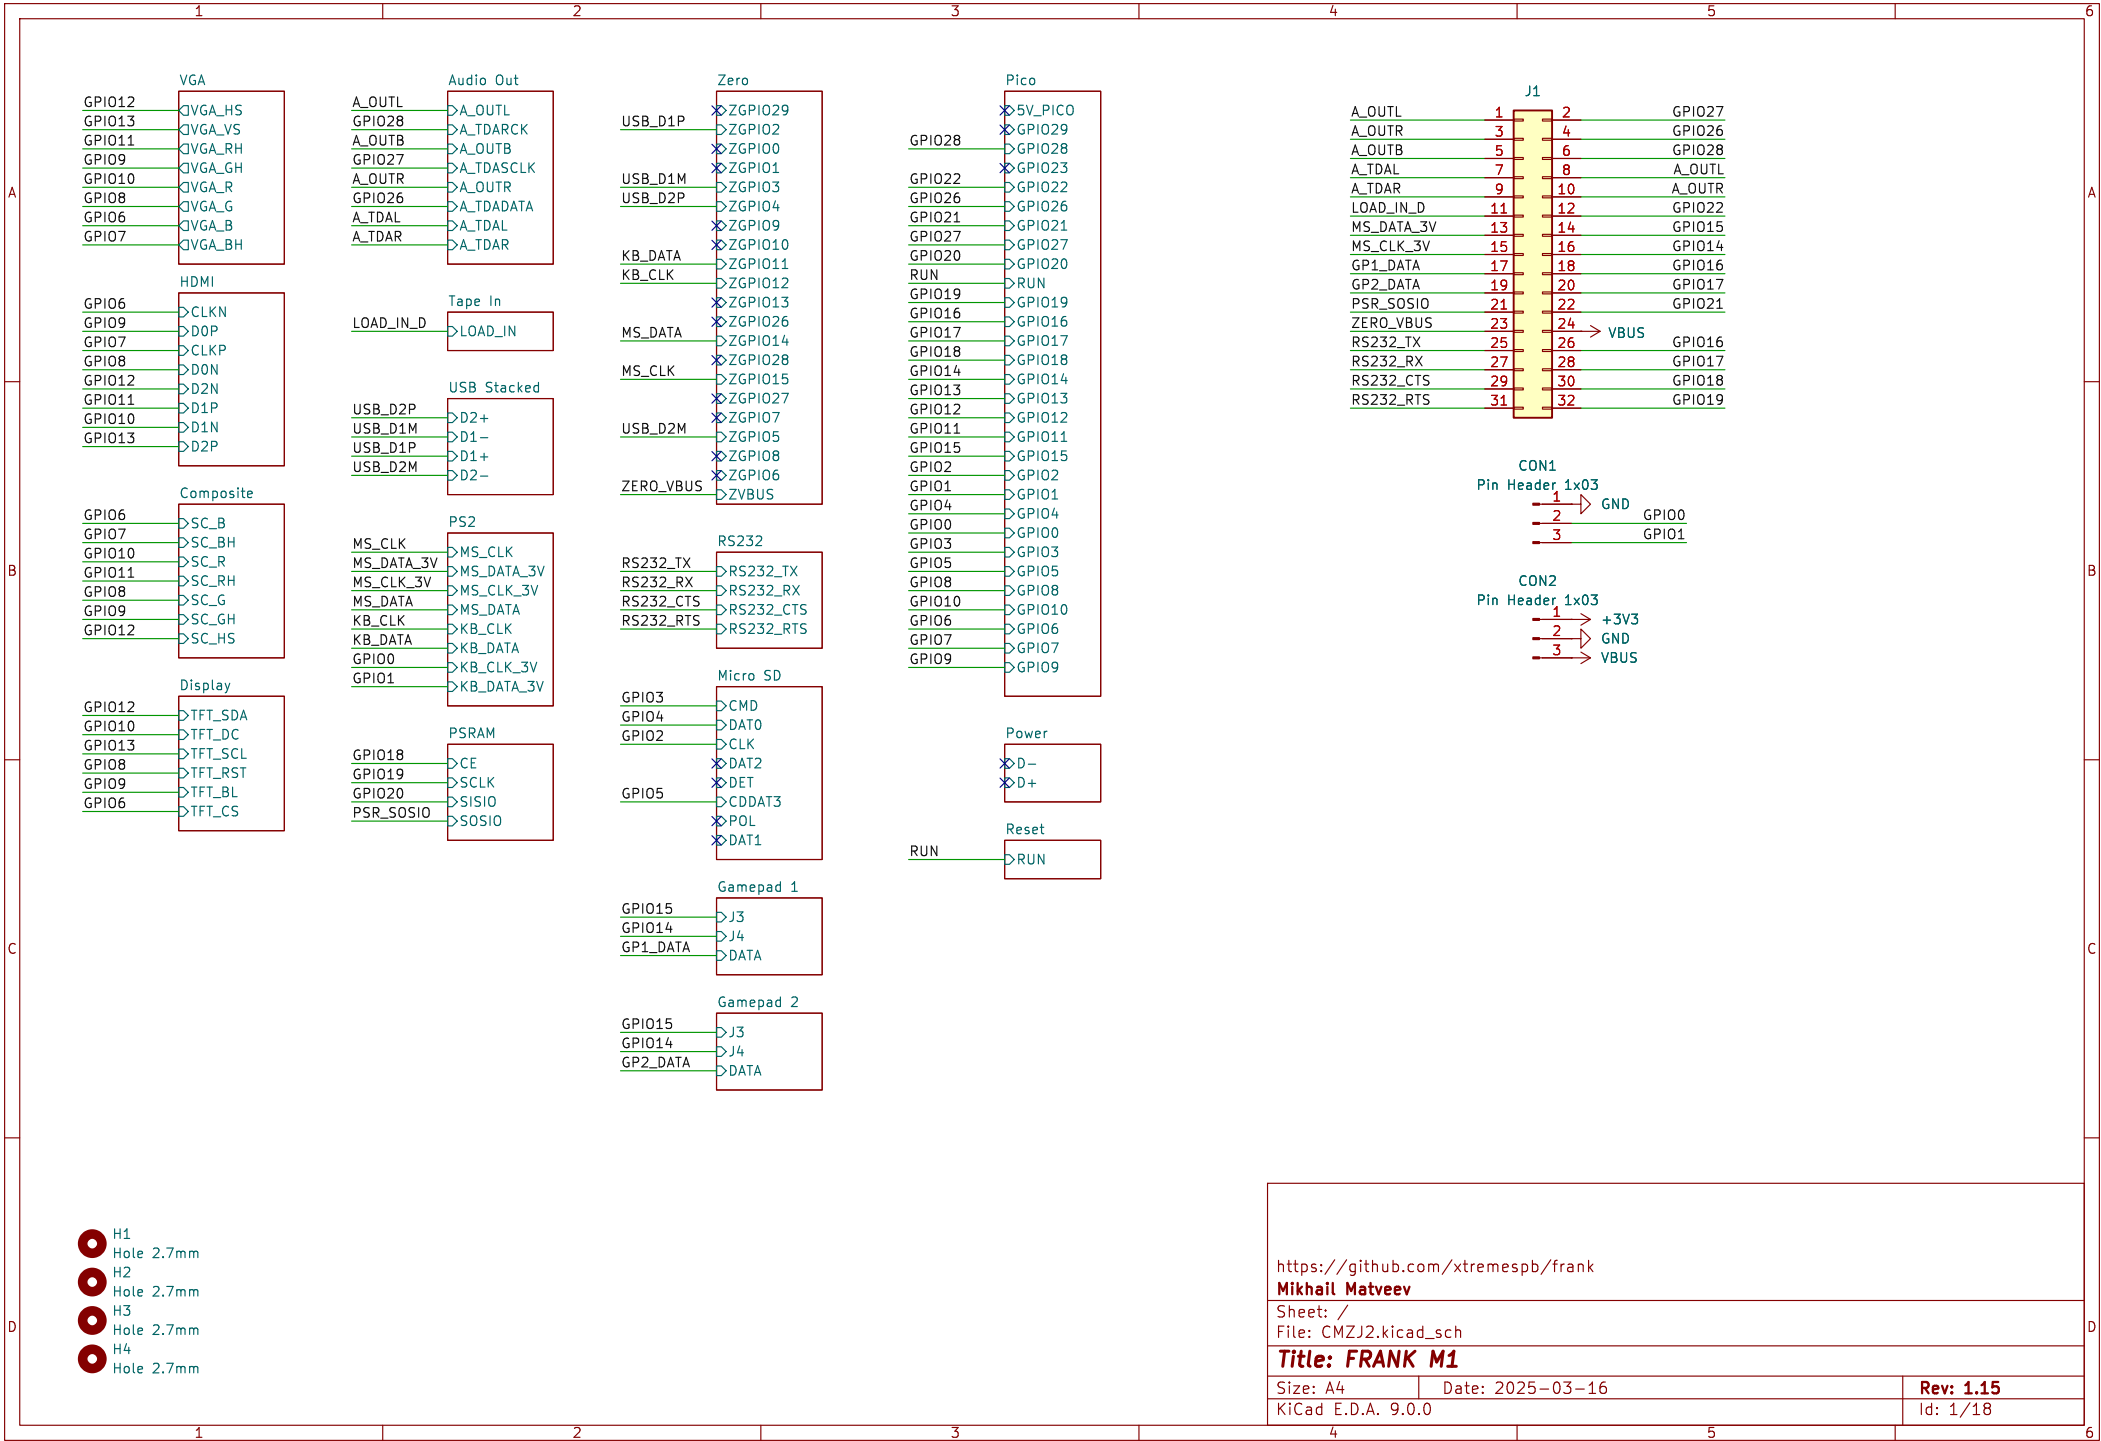 1 2 3 4 5 6
A
B
C
D
VGA
GPIO12 VGA_HS
GPIO13 VGA_VS
GPIO11 VGA_RH
GPIO9 VGA_GH
GPIO10 VGA_R
GPIO8 VGA_G
GPIO6 VGA_B
GPIO7 VGA_BH
HDMI
GPIO6 CLKN
GPIO9 D0P
GPIO7 CLKP
GPIO8 D0N
GPIO12 D2N
GPIO11 D1P
GPIO10 D1N
GPIO13 D2P
Composite
GPIO6 SC_B
GPIO7 SC_BH
GPIO10 SC_R
GPIO11 SC_RH
GPIO8 SC_G
GPIO9 SC_GH
GPIO12 SC_HS
Display
GPIO12 TFT_SDA
GPIO10 TFT_DC
GPIO13 TFT_SCL
GPIO8 TFT_RST
GPIO9 TFT_BL
GPIO6 TFT_CS
Audio Out
A_OUTL A_OUTL
GPIO28 A_TDARCK
A_OUTB A_OUTB
GPIO27 A_TDASCLK
A_OUTR A_OUTR
GPIO26 A_TDADATA
A_TDAL A_TDAL
A_TDAR A_TDAR
Tape In
LOAD_IN_D LOAD_IN
USB Stacked
USB_D2P D2+
USB_D1M D1-
USB_D1P D1+
USB_D2M D2-
PS2
MS_CLK MS_CLK
MS_DATA_3V MS_DATA_3V
MS_CLK_3V MS_CLK_3V
MS_DATA MS_DATA
KB_CLK KB_CLK
KB_DATA KB_DATA
GPIO0 KB_CLK_3V
GPIO1 KB_DATA_3V
PSRAM
GPIO18 CE
GPIO19 SCLK
GPIO20 SISIO
PSR_SOSIO SOSIO
Zero
ZGPIO29
USB_D1P ZGPIO2
ZGPIO0
ZGPIO1
USB_D1M ZGPIO3
USB_D2P ZGPIO4
ZGPIO9
ZGPIO10
KB_DATA ZGPIO11
KB_CLK ZGPIO12
ZGPIO13
ZGPIO26
MS_DATA ZGPIO14
ZGPIO28
MS_CLK ZGPIO15
ZGPIO27
ZGPIO7
USB_D2M ZGPIO5
ZGPIO8
ZGPIO6
ZERO_VBUS ZVBUS
RS232
RS232_TX RS232_TX
RS232_RX RS232_RX
RS232_CTS RS232_CTS
RS232_RTS RS232_RTS
Micro SD
GPIO3 CMD
GPIO4 DAT0
GPIO2 CLK
DAT2
DET
GPIO5 CDDAT3
POL
DAT1
Gamepad 1
GPIO15 J3
GPIO14 J4
GP1_DATA DATA
Gamepad 2
GPIO15 J3
GPIO14 J4
GP2_DATA DATA
Pico
5V_PICO
GPIO29
GPIO28 GPIO28
GPIO23
GPIO22 GPIO22
GPIO26 GPIO26
GPIO21 GPIO21
GPIO27 GPIO27
GPIO20 GPIO20
RUN RUN
GPIO19 GPIO19
GPIO16 GPIO16
GPIO17 GPIO17
GPIO18 GPIO18
GPIO14 GPIO14
GPIO13 GPIO13
GPIO12 GPIO12
GPIO11 GPIO11
GPIO15 GPIO15
GPIO2 GPIO2
GPIO1 GPIO1
GPIO4 GPIO4
GPIO0 GPIO0
GPIO3 GPIO3
GPIO5 GPIO5
GPIO8 GPIO8
GPIO10 GPIO10
GPIO6 GPIO6
GPIO7 GPIO7
GPIO9 GPIO9
Power
D-
D+
Reset
RUN RUN
J1
A_OUTL 1 2 GPIO27
A_OUTR 3 4 GPIO26
A_OUTB 5 6 GPIO28
A_TDAL 7 8 A_OUTL
A_TDAR 9 10 A_OUTR
LOAD_IN_D 11 12 GPIO22
MS_DATA_3V 13 14 GPIO15
MS_CLK_3V 15 16 GPIO14
GP1_DATA 17 18 GPIO16
GP2_DATA 19 20 GPIO17
PSR_SOSIO 21 22 GPIO21
ZERO_VBUS 23 24 VBUS
RS232_TX 25 26 GPIO16
RS232_RX 27 28 GPIO17
RS232_CTS 29 30 GPIO18
RS232_RTS 31 32 GPIO19
CON1
Pin Header 1x03
1 GND
2 GPIO0
3 GPIO1
CON2
Pin Header 1x03
1 +3V3
2 GND
3 VBUS
H1
Hole 2.7mm
H2
Hole 2.7mm
H3
Hole 2.7mm
H4
Hole 2.7mm
https://github.com/xtremespb/frank
Mikhail Matveev
Sheet: /
File: CMZJ2.kicad_sch
Title: FRANK M1
Size: A4 Date: 2025-03-16 Rev: 1.15
KiCad E.D.A. 9.0.0 Id: 1/18
A
B
C
D
1 2 3 4 5 6